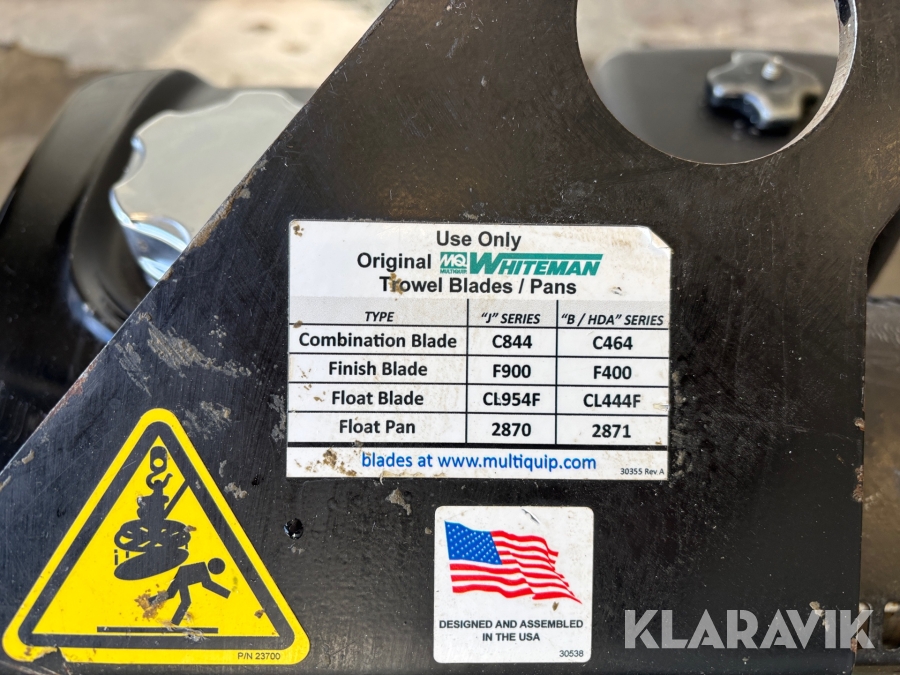 Use Only
Original MQ MULTIQUIP WHITEMAN
Trowel Blades / Pans
TYPE "J" SERIES "B / HDA" SERIES
Combination Blade C844 C464
Finish Blade F900 F400
Float Blade CL954F CL444F
Float Pan 2870 2871
blades at www.multiquip.com
30355 Rev A
P/N 23700
DESIGNED AND ASSEMBLED
IN THE USA
30538
KLARAVIK